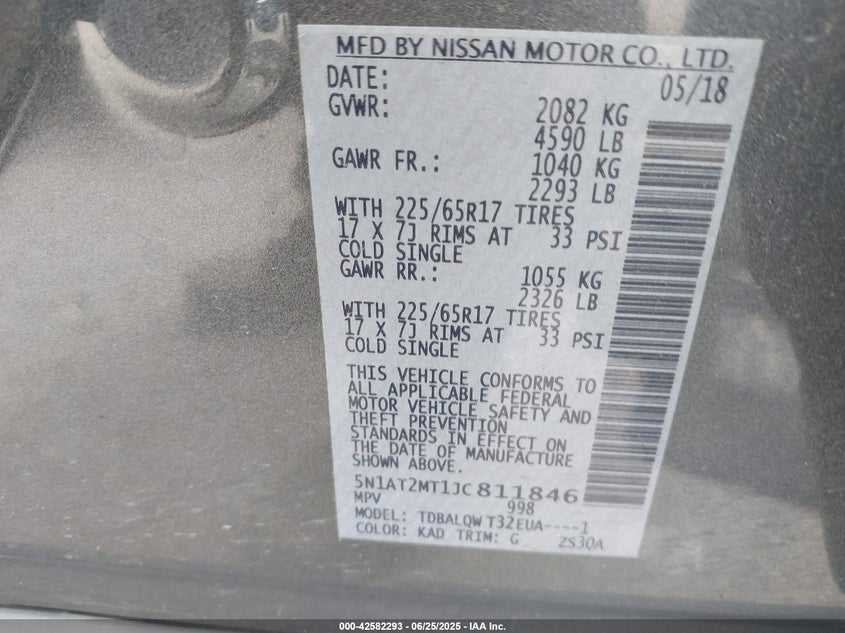 MFD BY NISSAN MOTOR CO., LTD.
DATE: 05/18
GVWR: 2082 KG
4590 LB
GAWR FR.: 1040 KG
2293 LB
WITH 225/65R17 TIRES
17 X 7J RIMS AT 33 PSI
COLD SINGLE
GAWR RR.: 1055 KG
2326 LB
WITH 225/65R17 TIRES
17 X 7J RIMS AT 33 PSI
COLD SINGLE
THIS VEHICLE CONFORMS TO
ALL APPLICABLE FEDERAL
MOTOR VEHICLE SAFETY AND
THEFT PREVENTION
STANDARDS IN EFFECT ON
THE DATE OF MANUFACTURE
SHOWN ABOVE.
5N1AT2MT1JC811846
MPV 998
MODEL: TDBALQW T32EUA----1
COLOR: KAD TRIM: G ZS30A
000-42582293 - 06/25/2025 - IAA Inc.